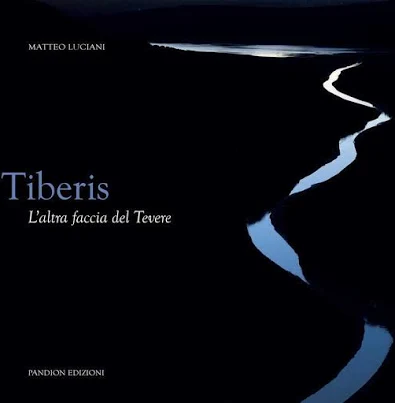 MATTEO LUCIANI
Tiberis
L'altra faccia del Tevere
PANDION EDIZIONI